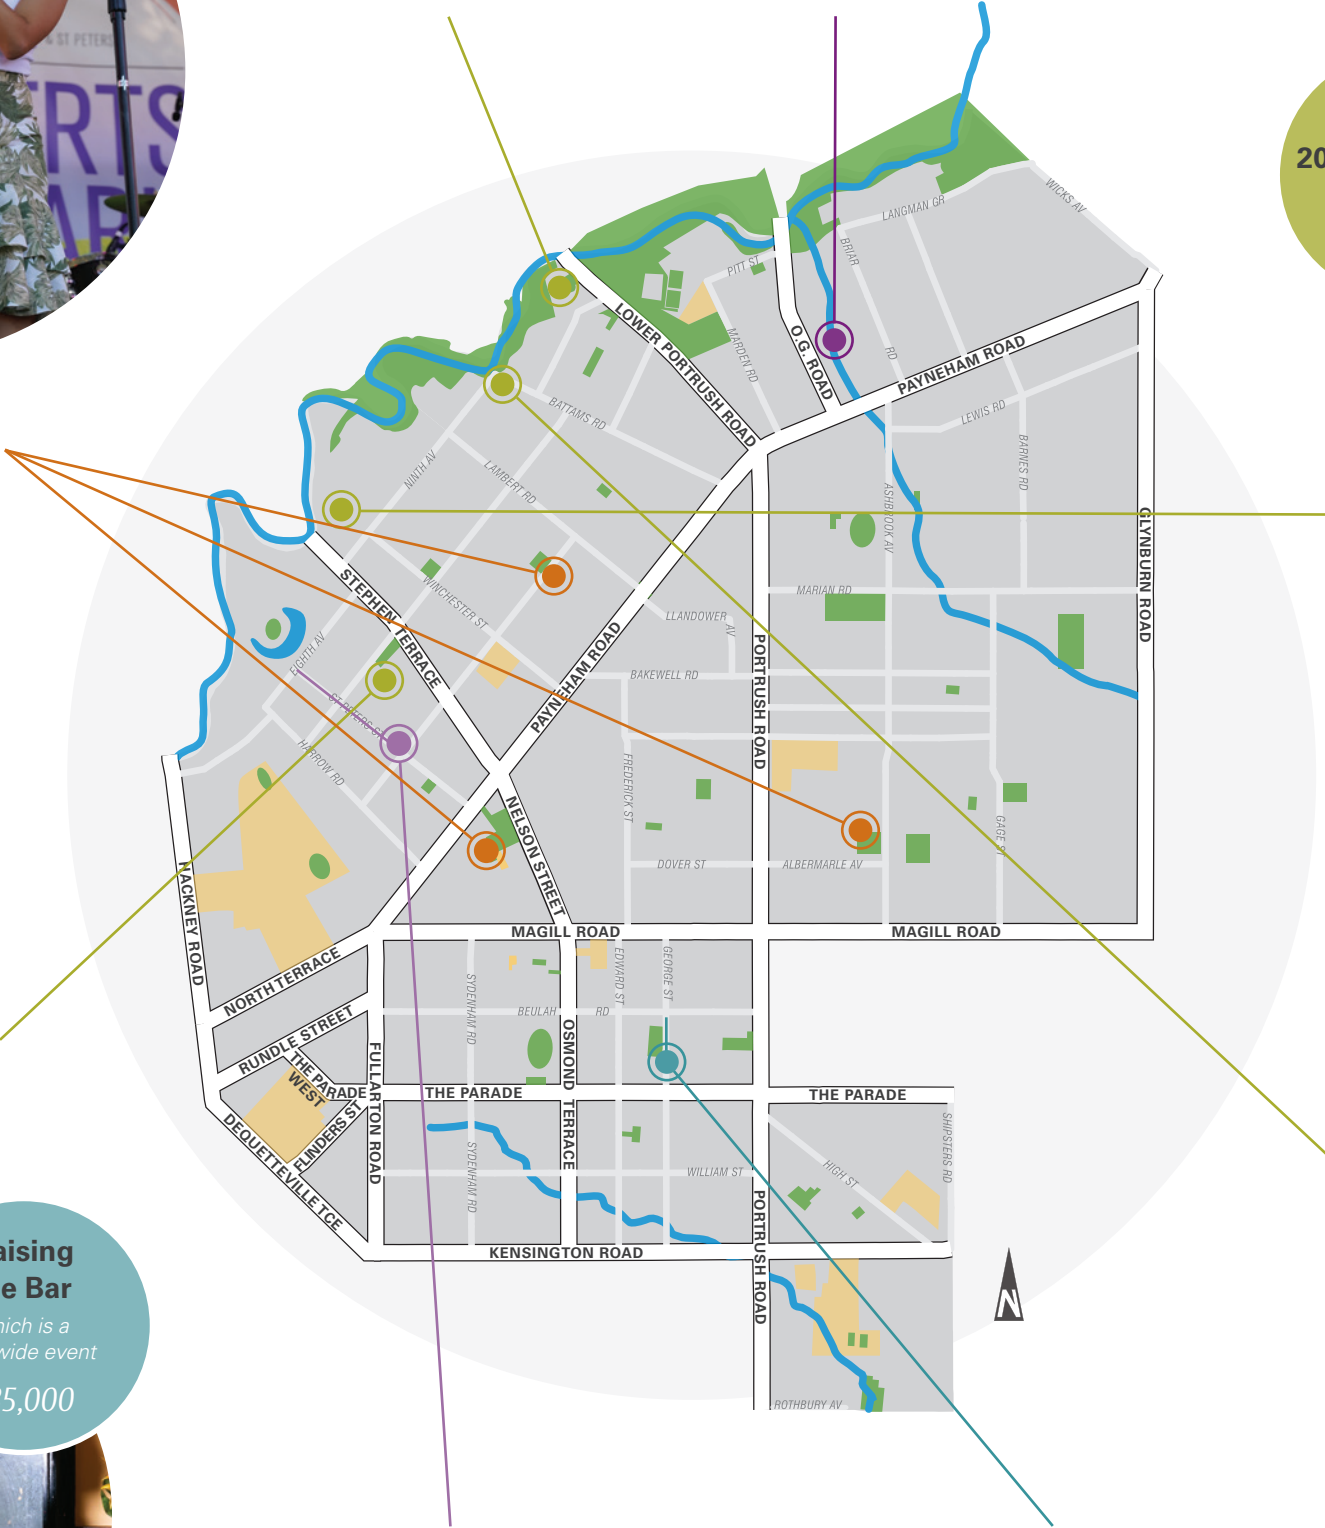 & ST PETERS
20
WICKS AV
LANGMAN GR
BRIAR
RD
PITT ST
LOWER PORTRUSH ROAD
MARDEN RD
O.G. ROAD
PAYNEHAM ROAD
LEWIS RD
BARNES RD
BATTAMS RD
NINTH AV
LAMBERT RD
ASHBROOK AV
GLYNBURN ROAD
STEPHEN TERRACE
WINCHESTER ST
MARIAN RD
LLANDOWER
AV
PAYNEHAM ROAD
PORTRUSH ROAD
BAKEWELL RD
EIGHTH AV
HARROW RD
FREDERICK ST
NELSON STREET
GAGE ST
DOVER ST
ALBERMARLE AV
HACKNEY ROAD
MAGILL ROAD
MAGILL ROAD
NORTH TERRACE
SYDENHAM RD
EDWARD ST
GEORGE ST
BEULAH
RD
RUNDLE STREET
FULLARTON ROAD
OSMOND TERRACE
THE PARADE
WEST
THE PARADE
THE PARADE
FLINDERS ST
DEQUETTEVILLE TCE
SYDENHAM RD
WILLIAM ST
HIGH ST
SHIPSTERS RD
PORTRUSH ROAD
KENSINGTON ROAD
ROTHBURY AV
N
aising
e Bar
ich is a
wide event
5,000